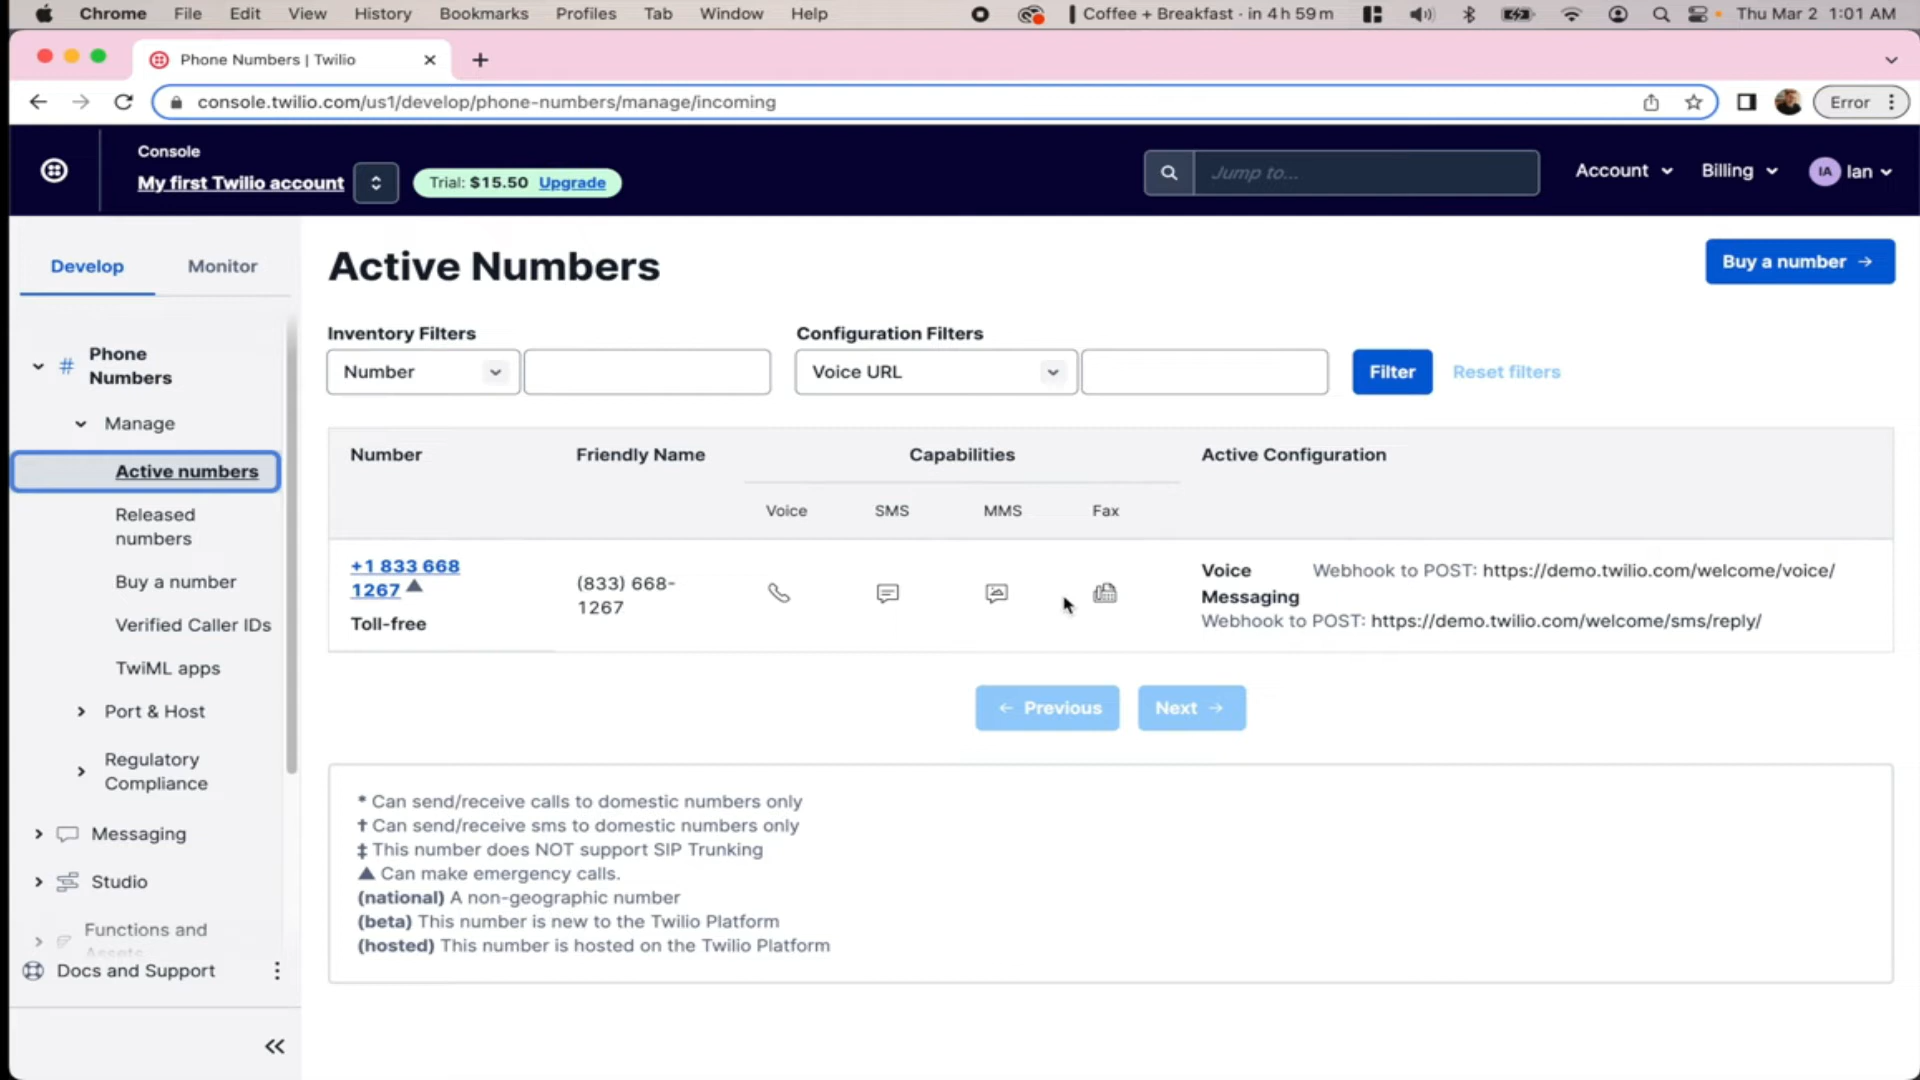 Chrome File Edit View History Bookmarks Profiles Tab Window Help Coffee + Breakfast · in 4 h 59 m Thu Mar 2 1:01 AM
Phone Numbers | Twilio
console.twilio.com/us1/develop/phone-numbers/manage/incoming Error
Console
My first Twilio account Trial: $15.50 Upgrade Jump to... Account Billing IA Ian
Develop Monitor
Phone
Numbers
Manage
Active numbers
Released
numbers
Buy a number
Verified Caller IDs
TwiML apps
Port & Host
Regulatory
Compliance
Messaging
Studio
Functions and
Assets
Docs and Support
Active Numbers
Buy a number →
Inventory Filters Configuration Filters
Number Voice URL Filter Reset filters
Number Friendly Name Capabilities Active Configuration
Voice SMS MMS Fax
+1 833 668
1267 ▲
Toll-free
(833) 668-
1267
Voice Webhook to POST: https://demo.twilio.com/welcome/voice/
Messaging
Webhook to POST: https://demo.twilio.com/welcome/sms/reply/
← Previous Next →
* Can send/receive calls to domestic numbers only
† Can send/receive sms to domestic numbers only
‡ This number does NOT support SIP Trunking
▲ Can make emergency calls.
(national) A non-geographic number
(beta) This number is new to the Twilio Platform
(hosted) This number is hosted on the Twilio Platform